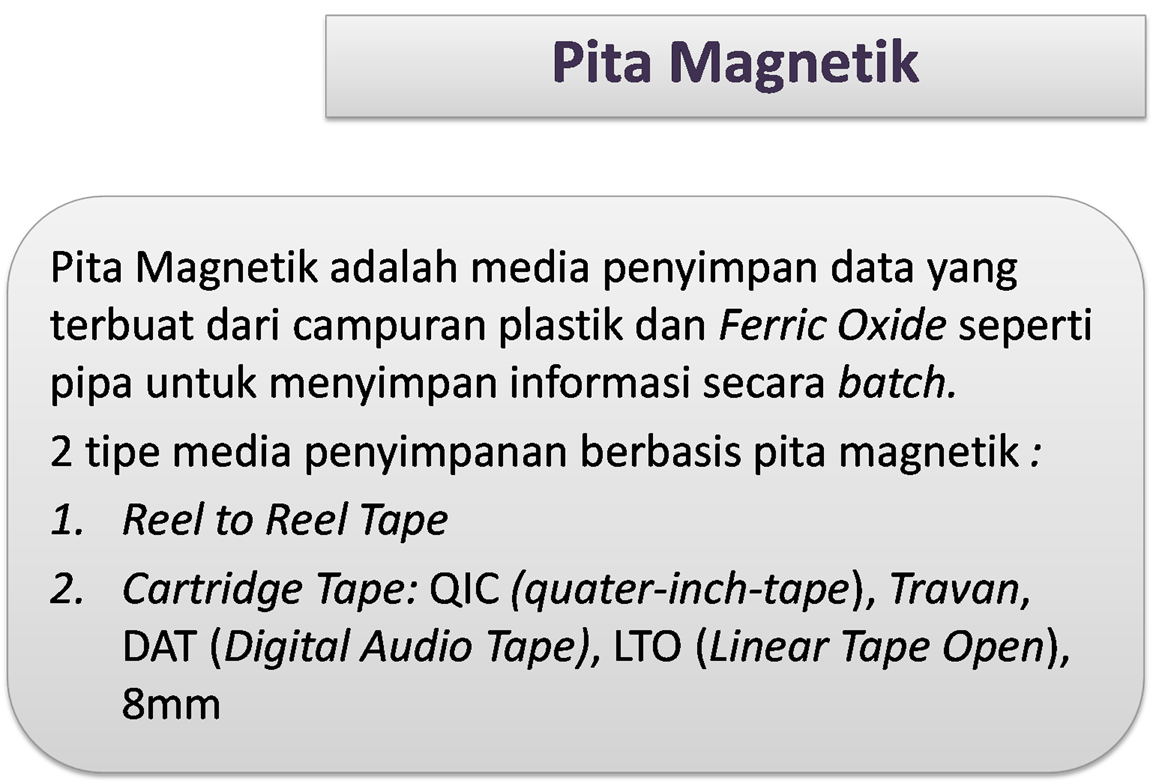 Pita Magnetik
Pita Magnetik adalah media penyimpan data yang
terbuat dari campuran plastik dan Ferric Oxide seperti
pipa untuk menyimpan informasi secara batch.
2 tipe media penyimpanan berbasis pita magnetik :
1. Reel to Reel Tape
2. Cartridge Tape: QIC (quater-inch-tape), Travan,
DAT (Digital Audio Tape), LTO (Linear Tape Open),
8mm